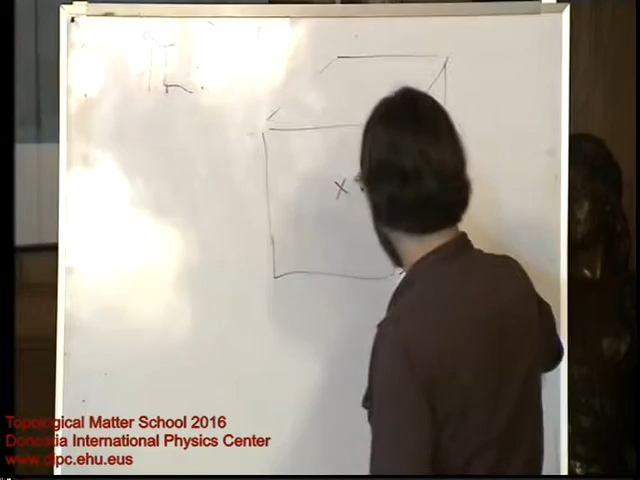 X
Topological Matter School 2016
Donostia International Physics Center
www.dipc.ehu.eus